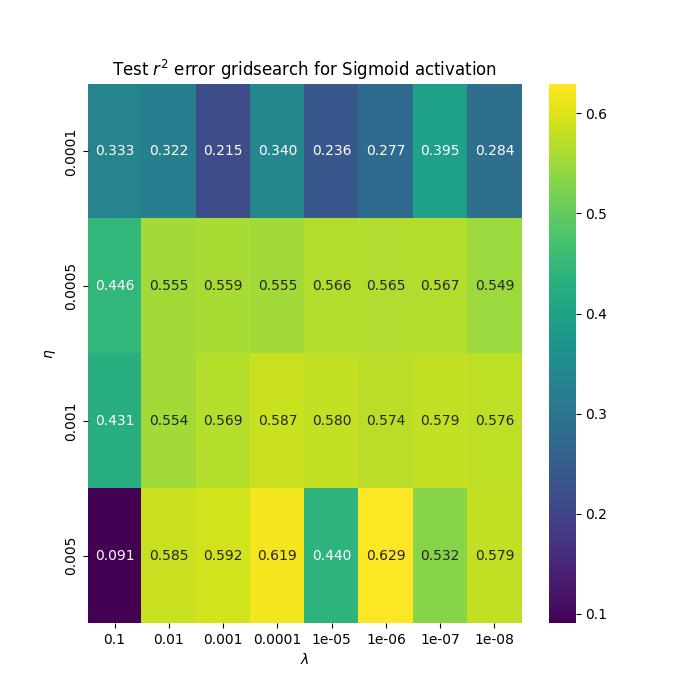 Test $r^2$ error gridsearch for Sigmoid activation
0.0001 0.333 0.322 0.215 0.340 0.236 0.277 0.395 0.284
0.0005 0.446 0.555 0.559 0.555 0.566 0.565 0.567 0.549
η
0.001 0.431 0.554 0.569 0.587 0.580 0.574 0.579 0.576
0.005 0.091 0.585 0.592 0.619 0.440 0.629 0.532 0.579
0.1 0.01 0.001 0.0001 1e-05 1e-06 1e-07 1e-08
λ
0.6
0.5
0.4
0.3
0.2
0.1